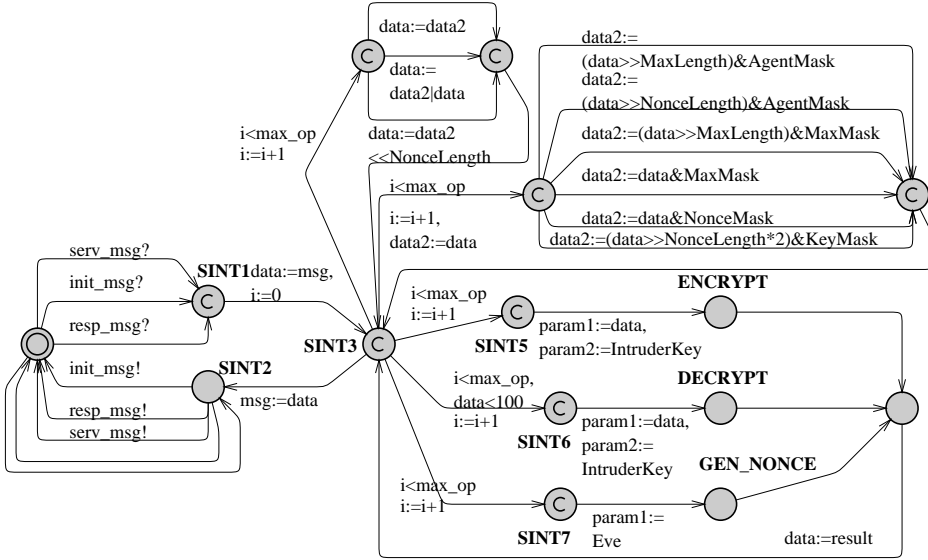 data:=data2
data:=
data2|data
data:=data2
<<NonceLength
i<max_op
i:=i+1
data2:=
(data>>MaxLength)&AgentMask
data2:=
(data>>NonceLength)&AgentMask
data2:=(data>>MaxLength)&MaxMask
data2:=data&MaxMask
data2:=data&NonceMask
data2:=(data>>NonceLength*2)&KeyMask
i<max_op
i:=i+1,
data2:=data
C
C
C
C
serv_msg?
init_msg?
resp_msg?
SINT1
C
data:=msg,
i:=0
SINT3
C
SINT2
init_msg!
resp_msg!
serv_msg!
msg:=data
i<max_op
i:=i+1
C
SINT5
param1:=data,
param2:=IntruderKey
ENCRYPT
i<max_op,
data<100
i:=i+1
C
SINT6
param1:=data,
param2:=
IntruderKey
DECRYPT
i<max_op
i:=i+1
C
SINT7
param1:=
Eve
GEN_NONCE
data:=result